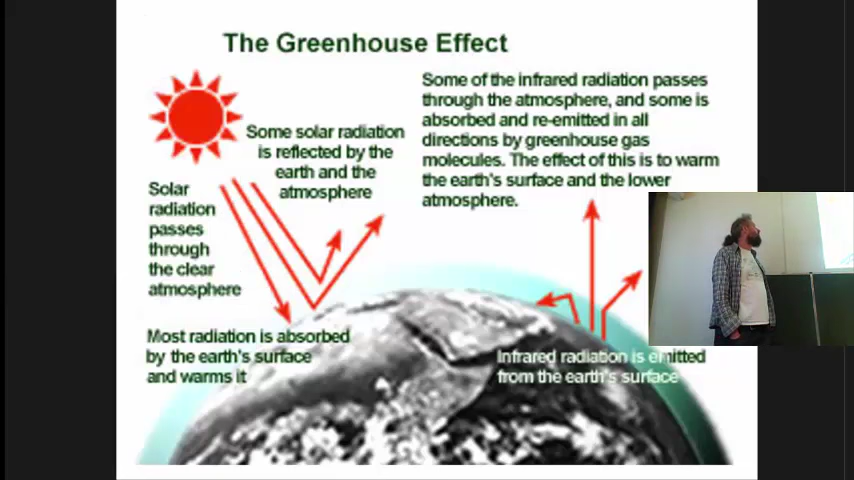 The Greenhouse Effect
Some of the infrared radiation passes
through the atmosphere, and some is
absorbed and re-emitted in all
directions by greenhouse gas
molecules. The effect of this is to warm
the earth's surface and the lower
atmosphere.
Some solar radiation
is reflected by the
earth and the
atmosphere
Solar
radiation
passes
through
the clear
atmosphere
Most radiation is absorbed
by the earth's surface
and warms it
Infrared radiation is emitted
from the earth's surface